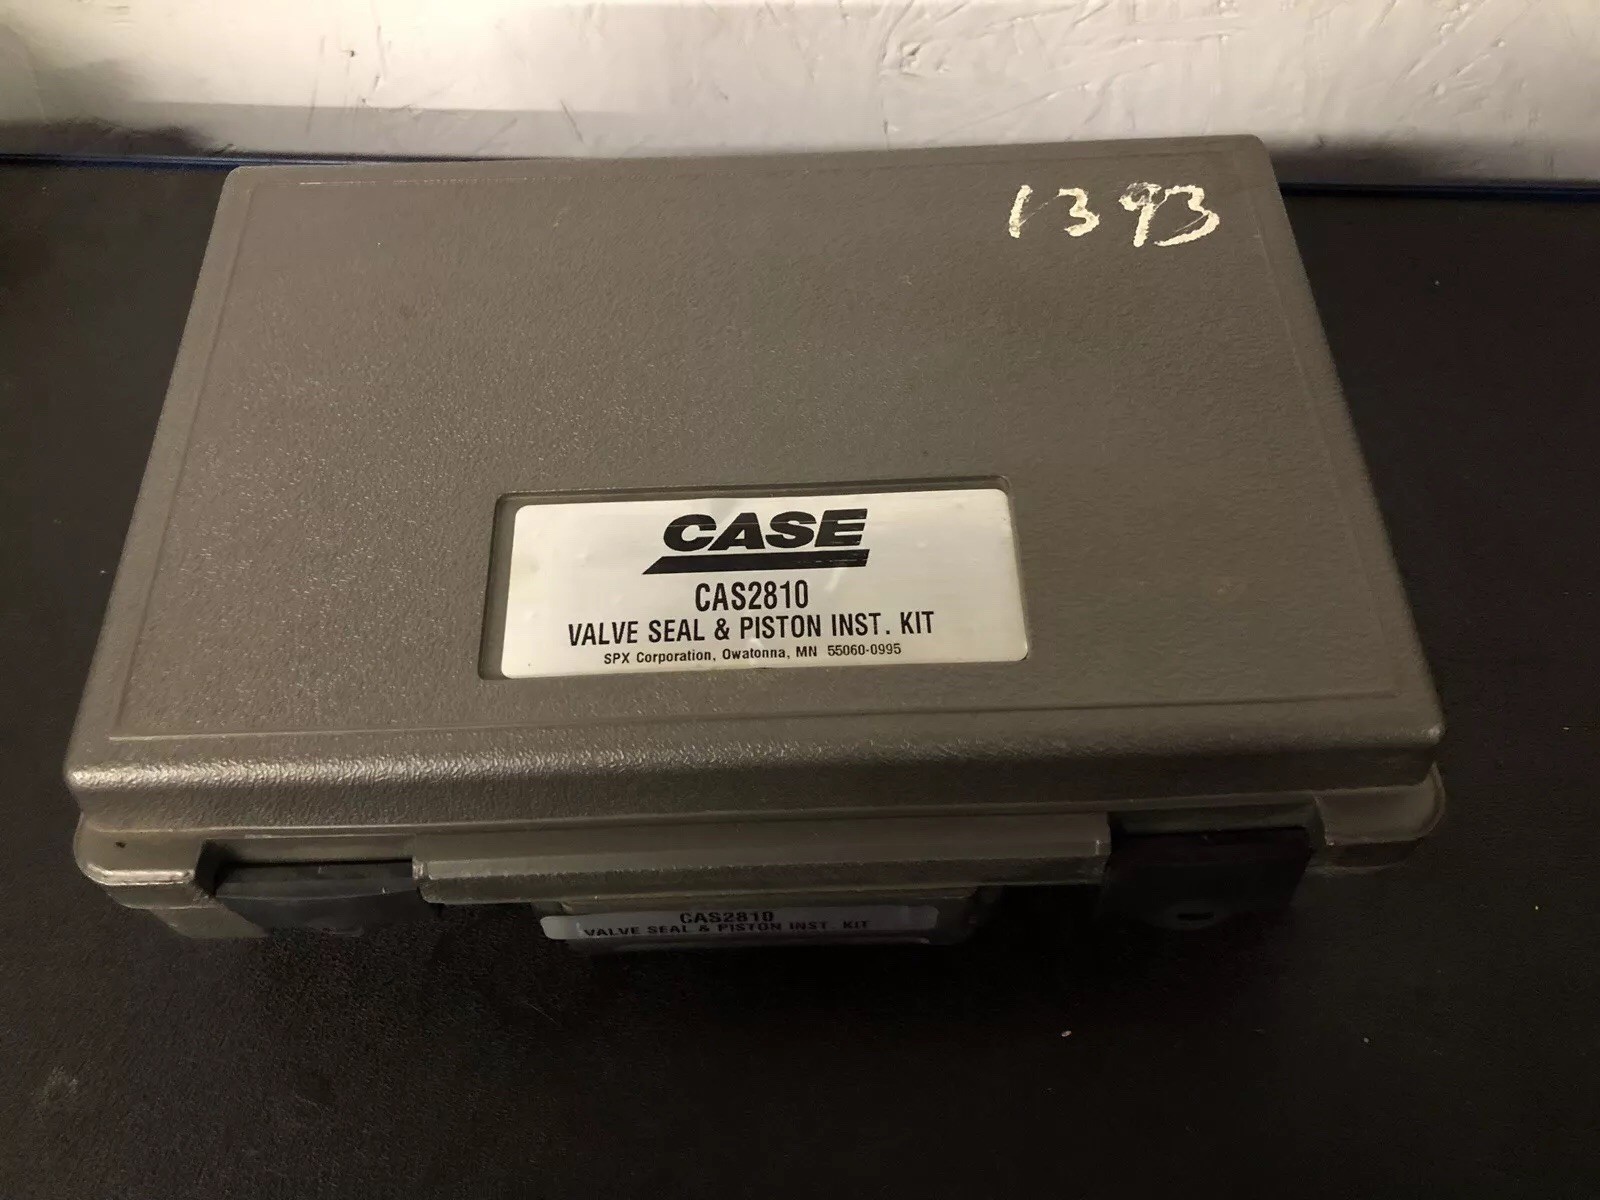 1393
CASE
CAS2810
VALVE SEAL & PISTON INST. KIT
SPX Corporation, Owatonna, MN 55060-0995
CAS2810
VALVE SEAL & PISTON INST. KIT